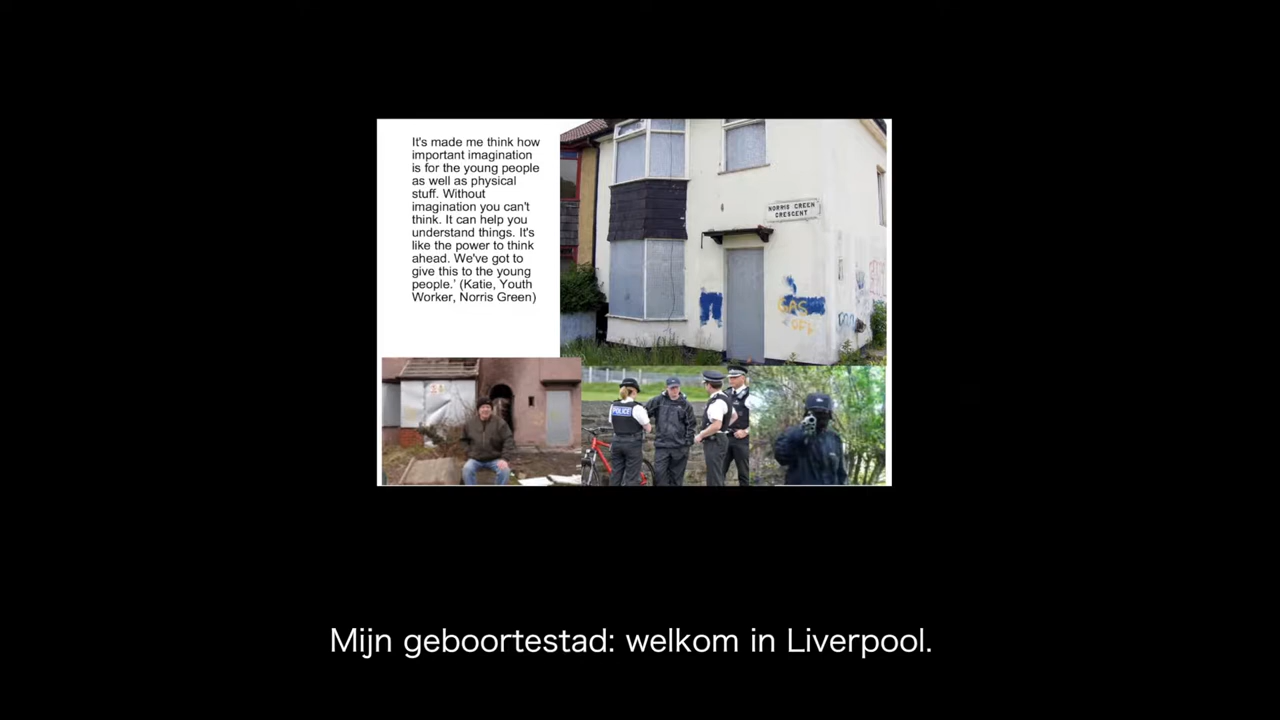 It's made me think how
important imagination
is for the young people
as well as physical
stuff. Without
imagination you can't
think. It can help you
understand things. It's
like the power to think
ahead. We've got to
give this to the young
people.' (Katie, Youth
Worker, Norris Green)
NORRIS GREEN
CRESCENT
GAS
OFF
POLICE
Mijn geboortestad: welkom in Liverpool.